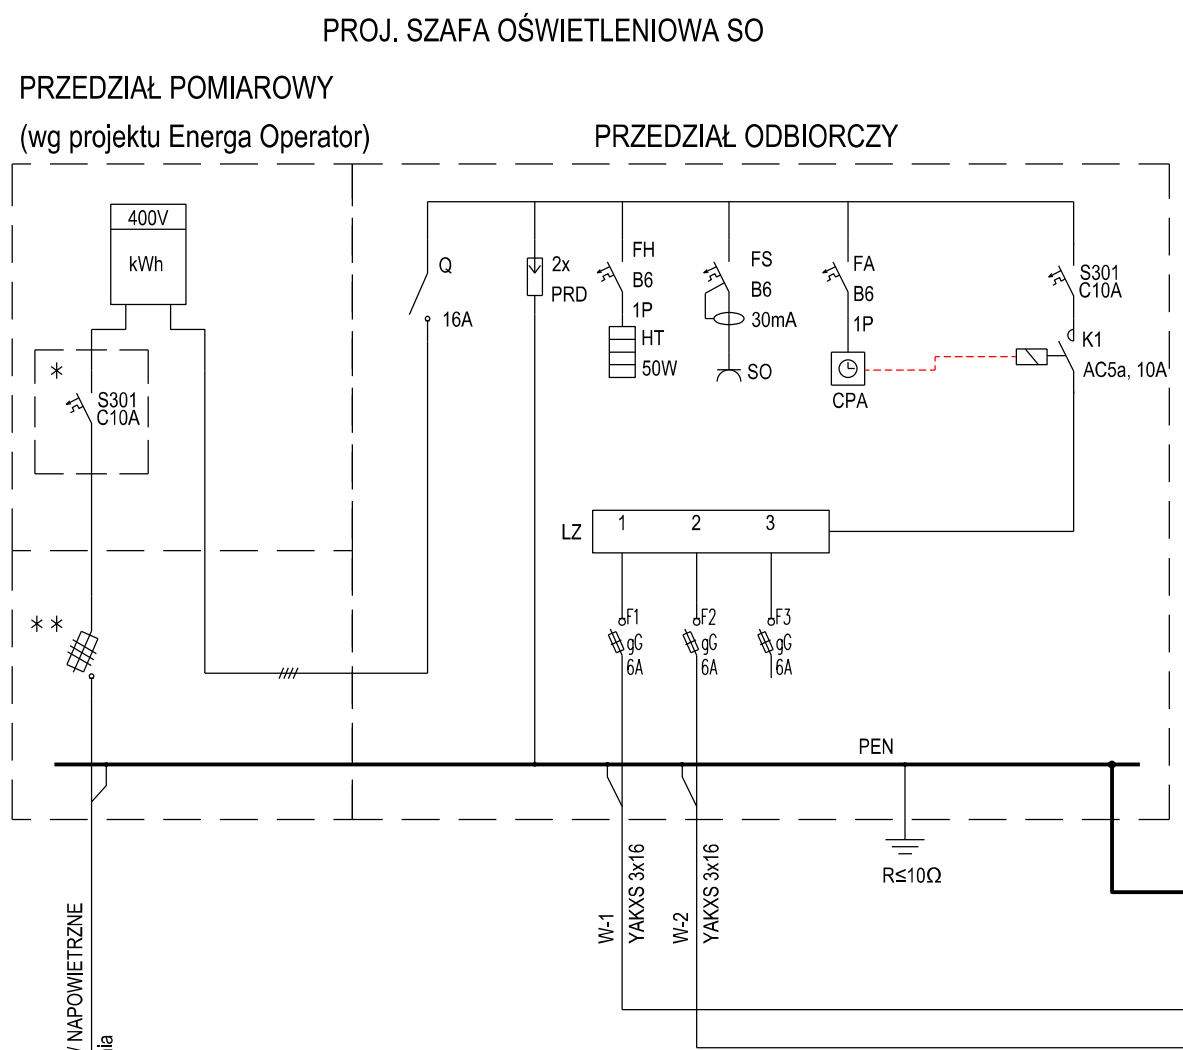 PROJ. SZAFA OŚWIETLENIOWA SO
PRZEDZIAŁ POMIAROWY
(wg projektu Energa Operator)
PRZEDZIAŁ ODBIORCZY
400V
kWh
*
S301
C10A
* *
Q
16A
2x
PRD
FH
B6
1P
HT
50W
FS
B6
30mA
SO
FA
B6
1P
CPA
S301
C10A
K1
AC5a, 10A
LZ
1
2
3
F1
gG
6A
F2
gG
6A
F3
gG
6A
PEN
R≤10Ω
W-1
YAKXS 3x16
W-2
YAKXS 3x16
NAPOWIETRZNE